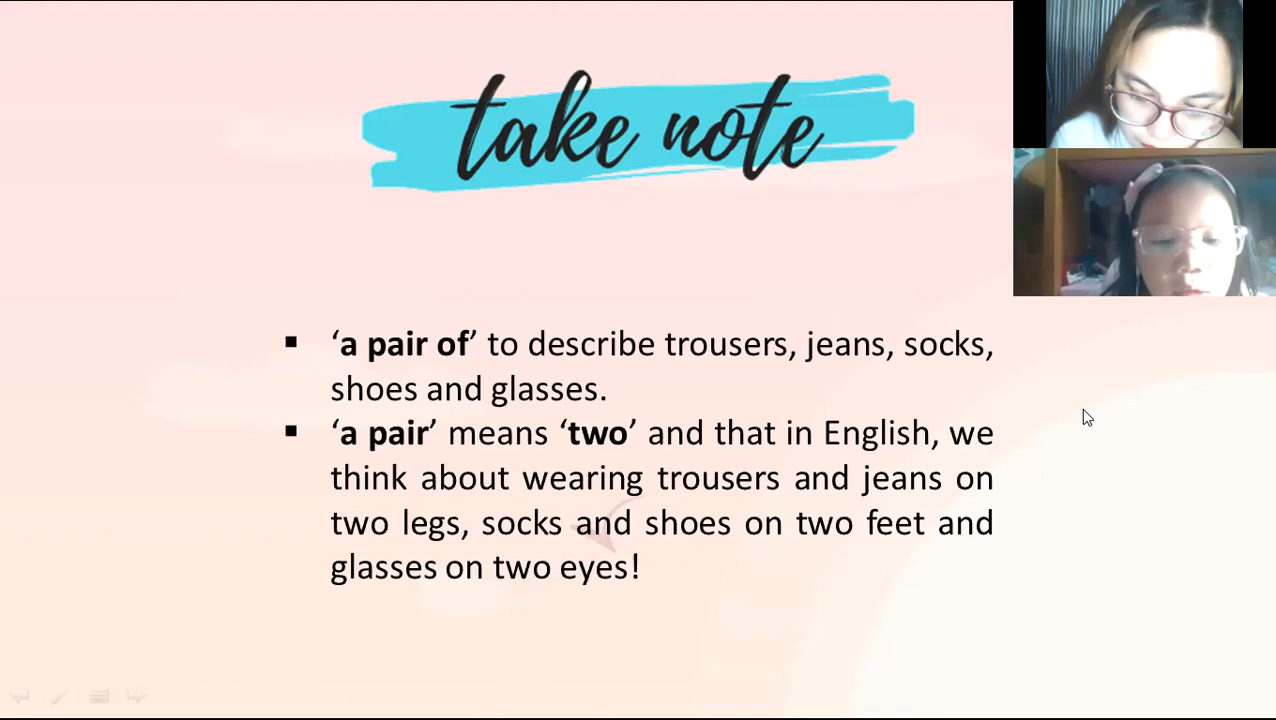 take note
▪ ‘a pair of’ to describe trousers, jeans, socks,
shoes and glasses.
▪ ‘a pair’ means ‘two’ and that in English, we
think about wearing trousers and jeans on
two legs, socks and shoes on two feet and
glasses on two eyes!